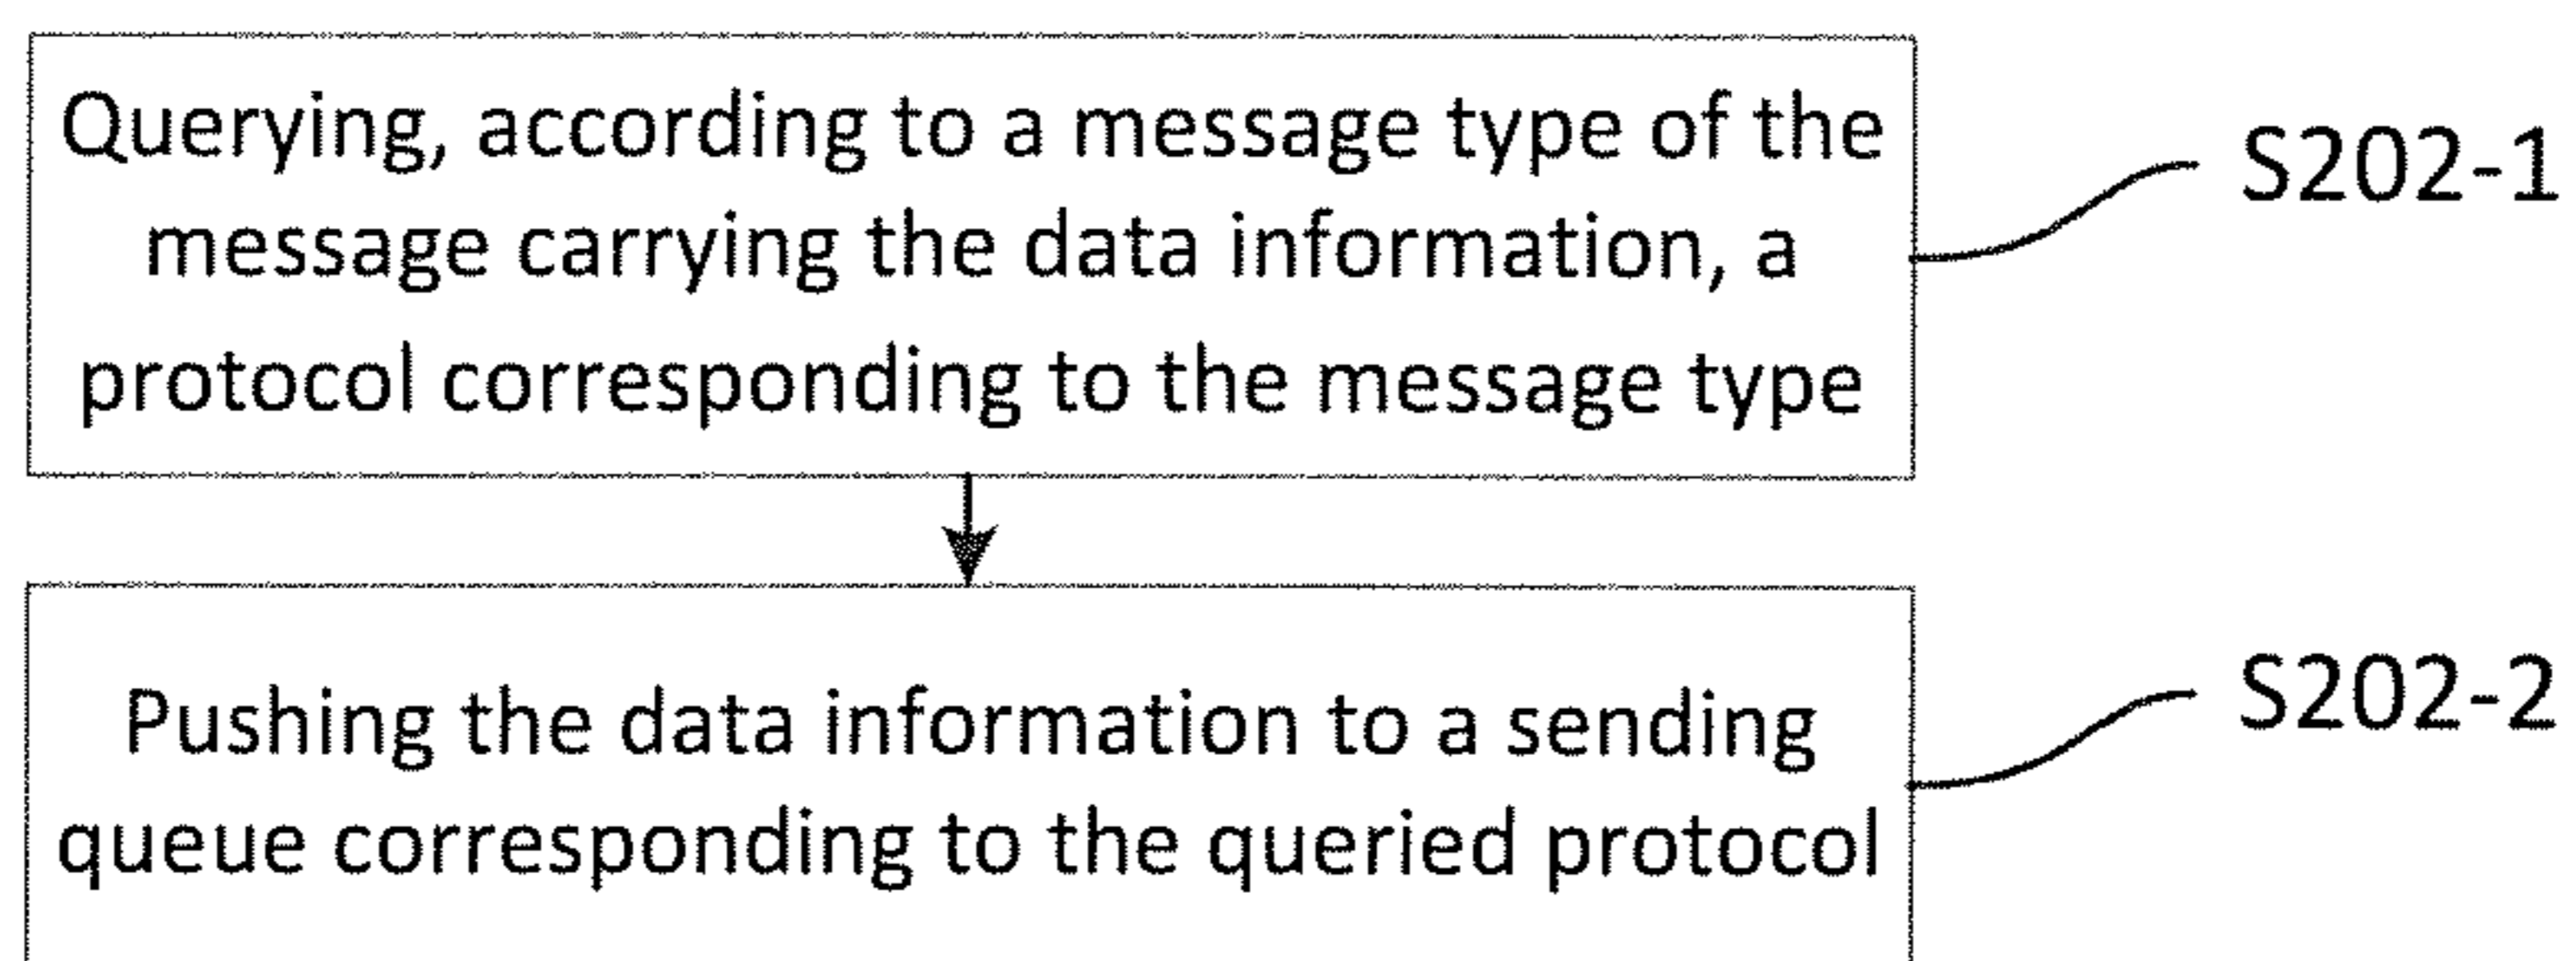 Querying, according to a message type of the
message carrying the data information, a
protocol corresponding to the message type
S202-1
Pushing the data information to a sending
queue corresponding to the queried protocol
S202-2